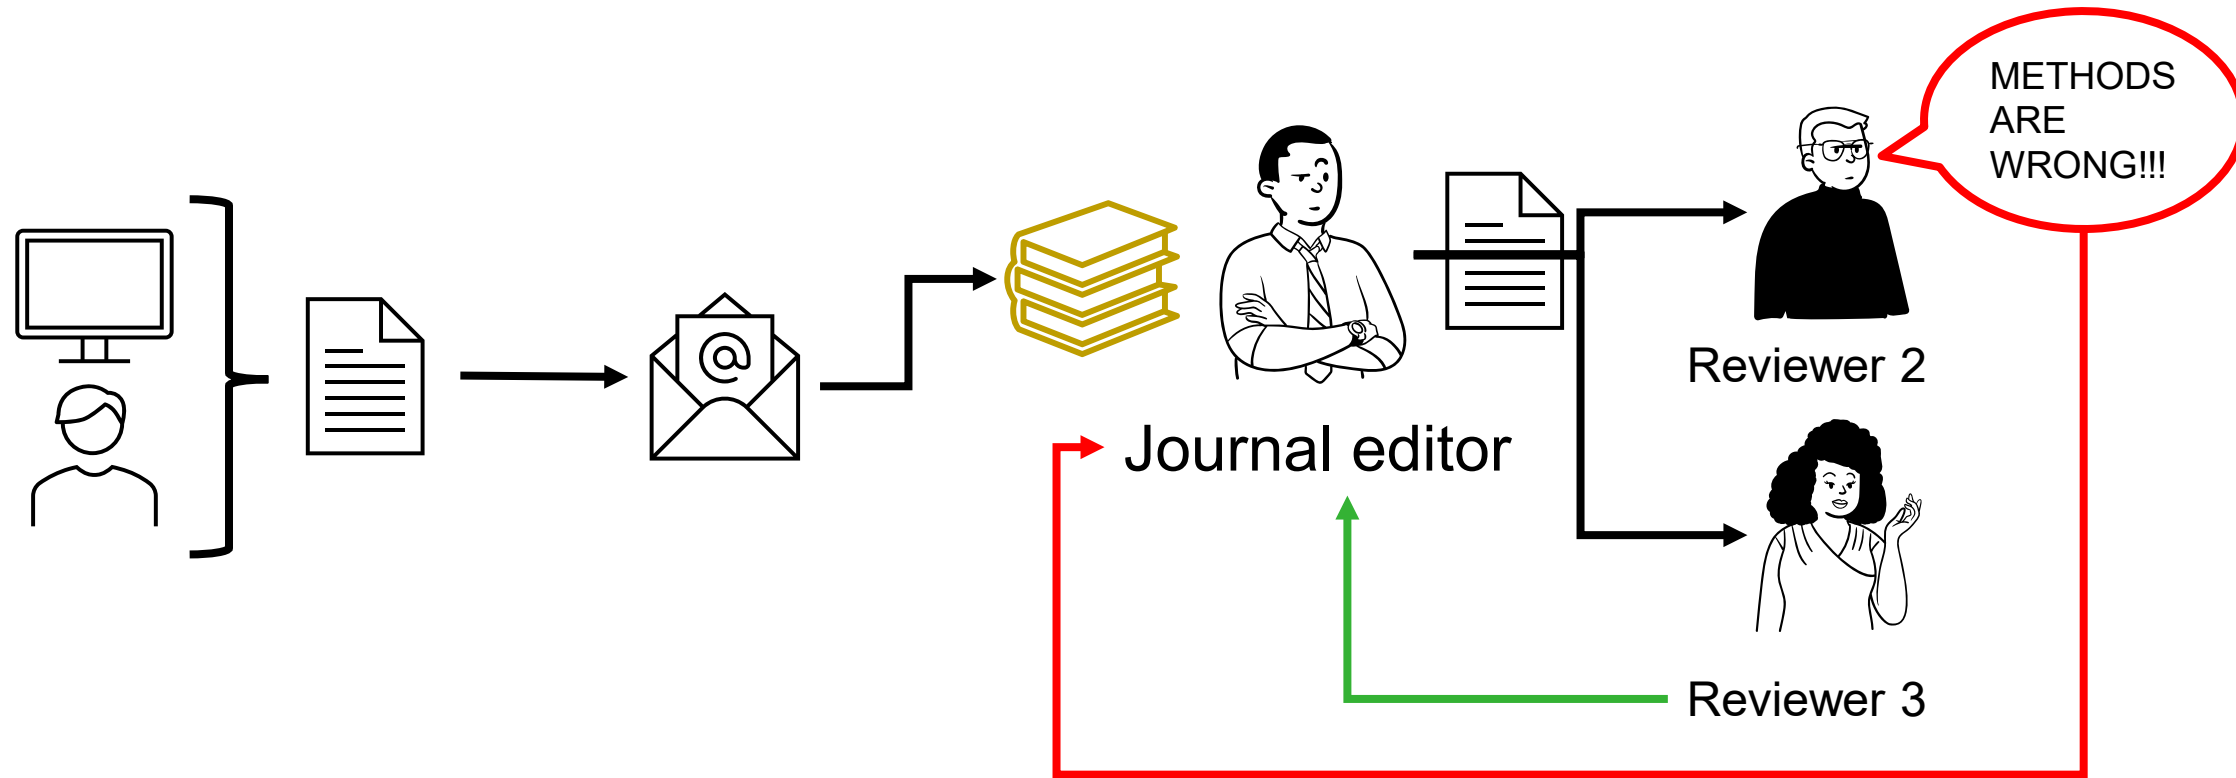 METHODS
ARE
WRONG!!!
Reviewer 2
Journal editor
Reviewer 3